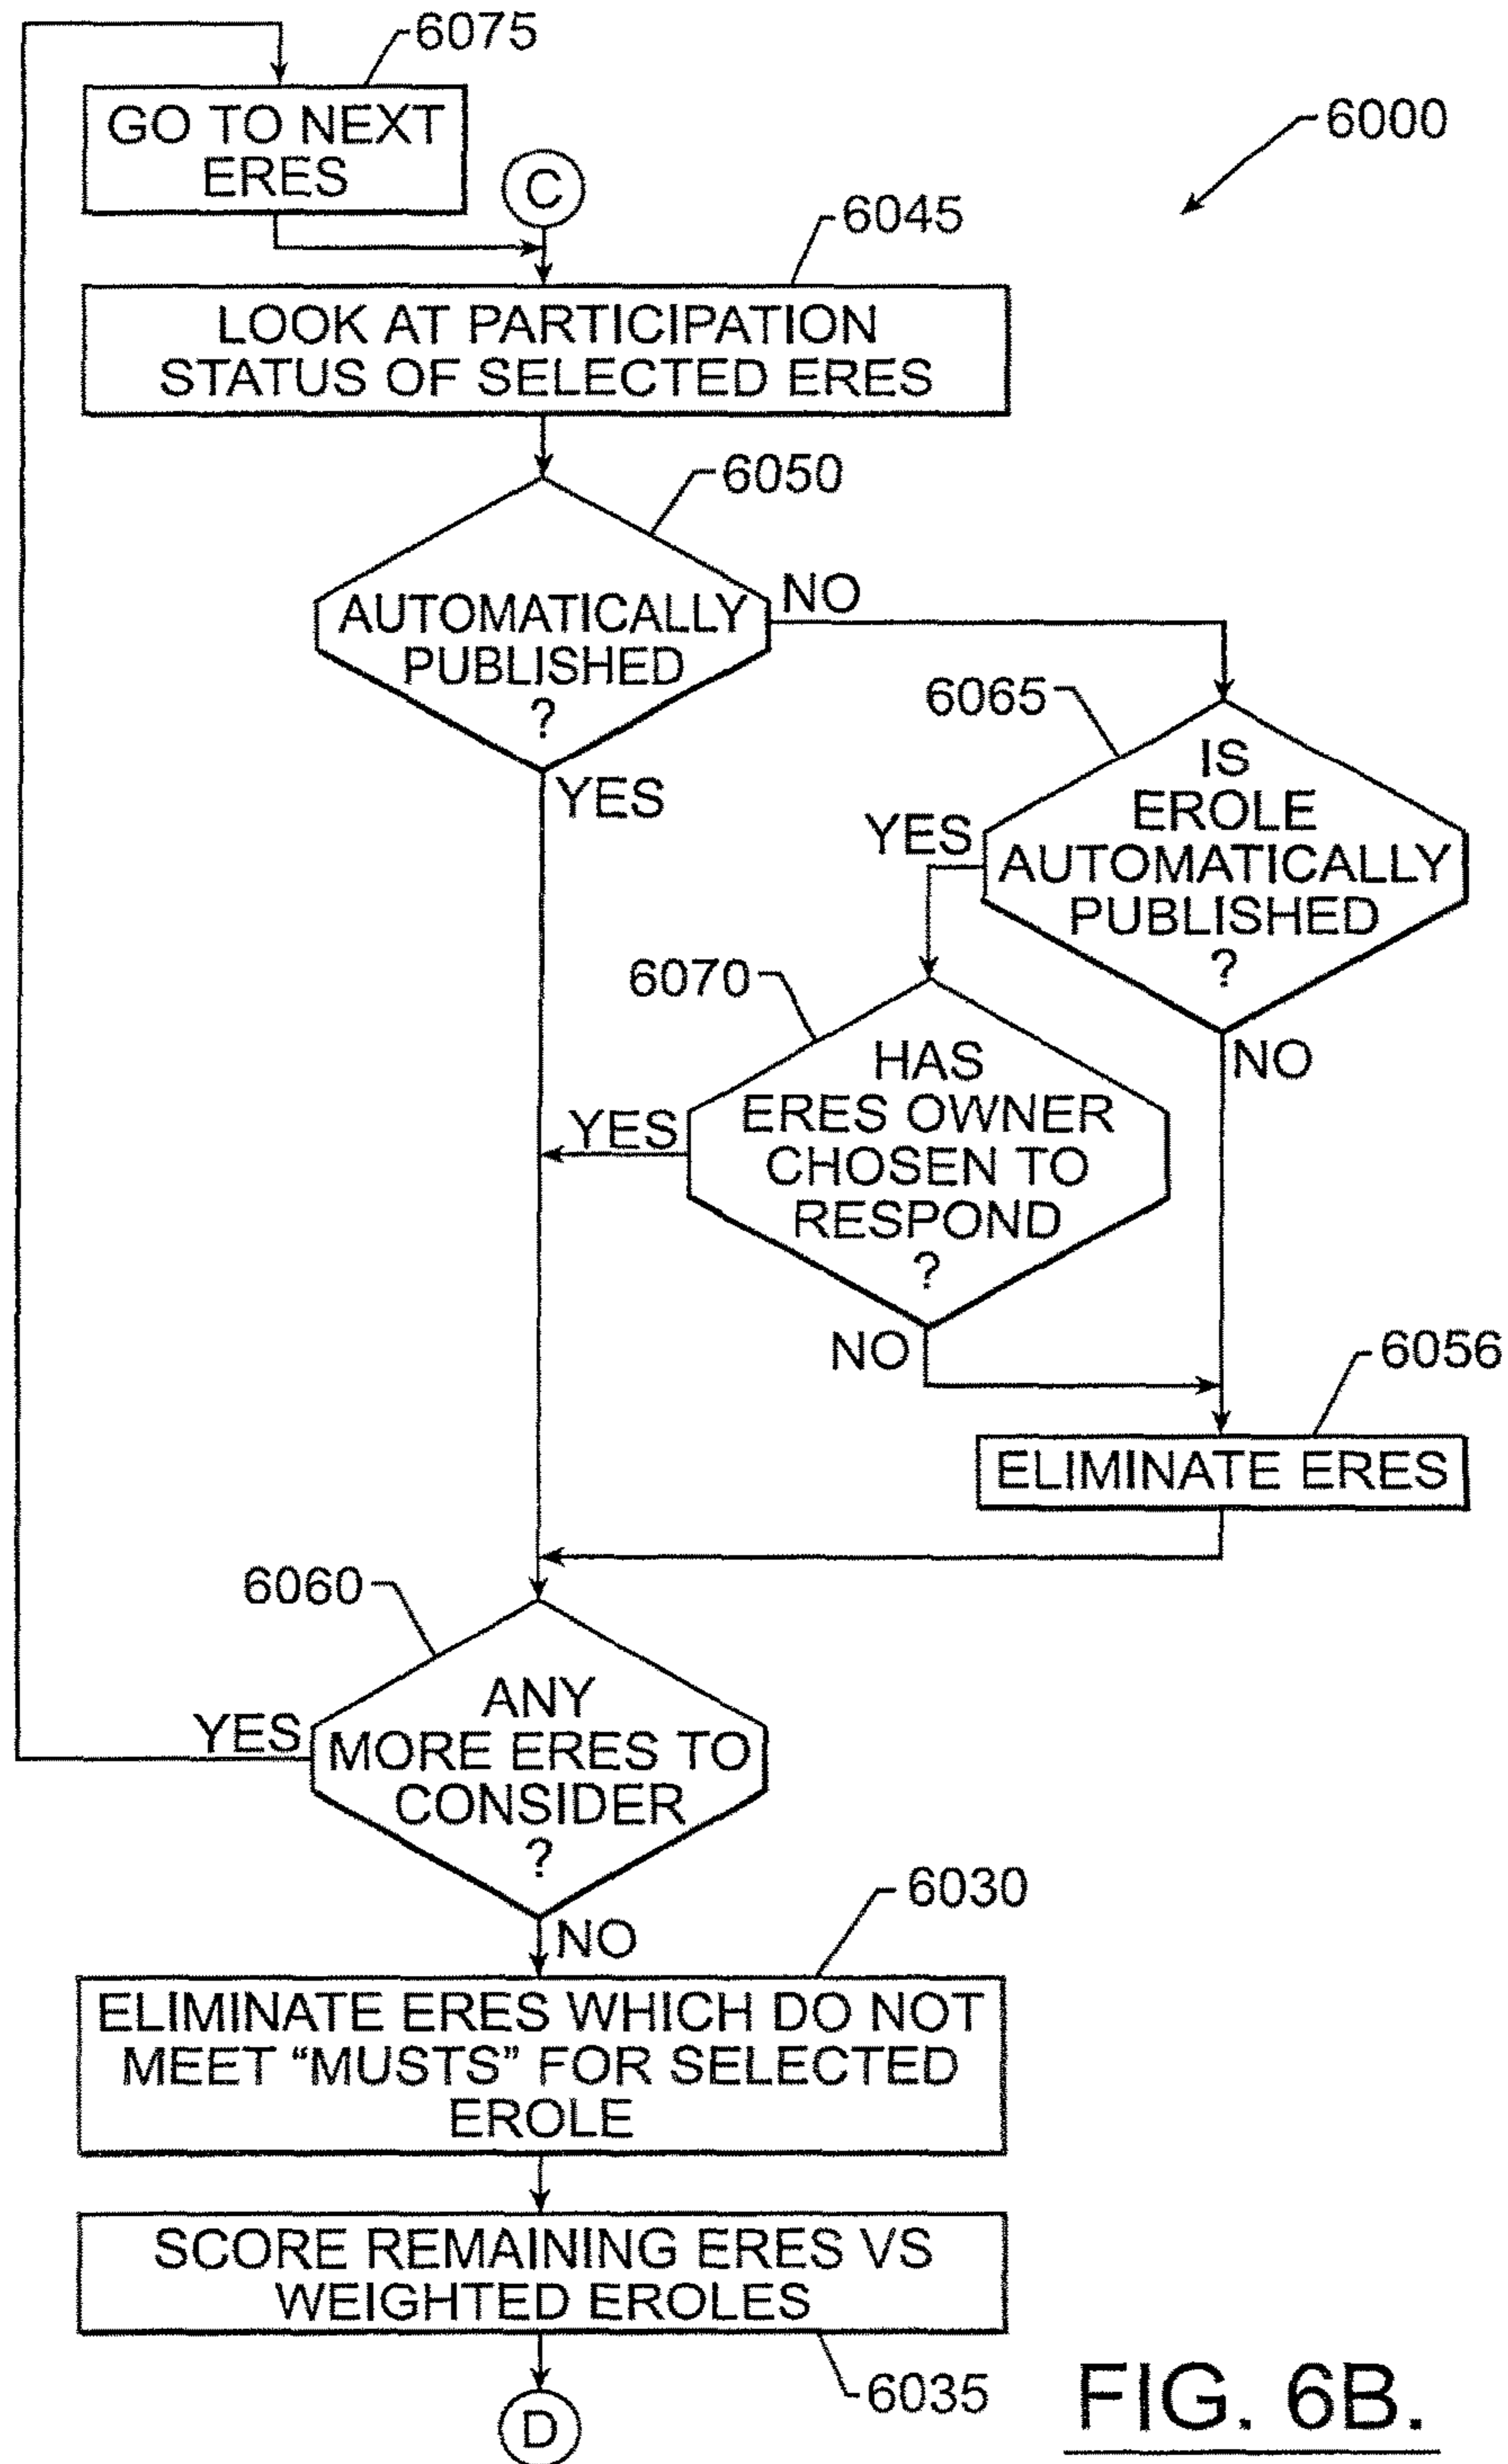 6075
GO TO NEXT
ERES
6000
C
6045
LOOK AT PARTICIPATION
STATUS OF SELECTED ERES
6050
AUTOMATICALLY
PUBLISHED
?
NO
YES
6065
IS
EROLE
AUTOMATICALLY
PUBLISHED
?
YES
NO
6070
HAS
ERES OWNER
CHOSEN TO
RESPOND
?
YES
NO
6056
ELIMINATE ERES
6060
ANY
MORE ERES TO
CONSIDER
?
YES
NO
6030
ELIMINATE ERES WHICH DO NOT
MEET “MUSTS” FOR SELECTED
EROLE
SCORE REMAINING ERES VS
WEIGHTED EROLES
6035
D
FIG. 6B.